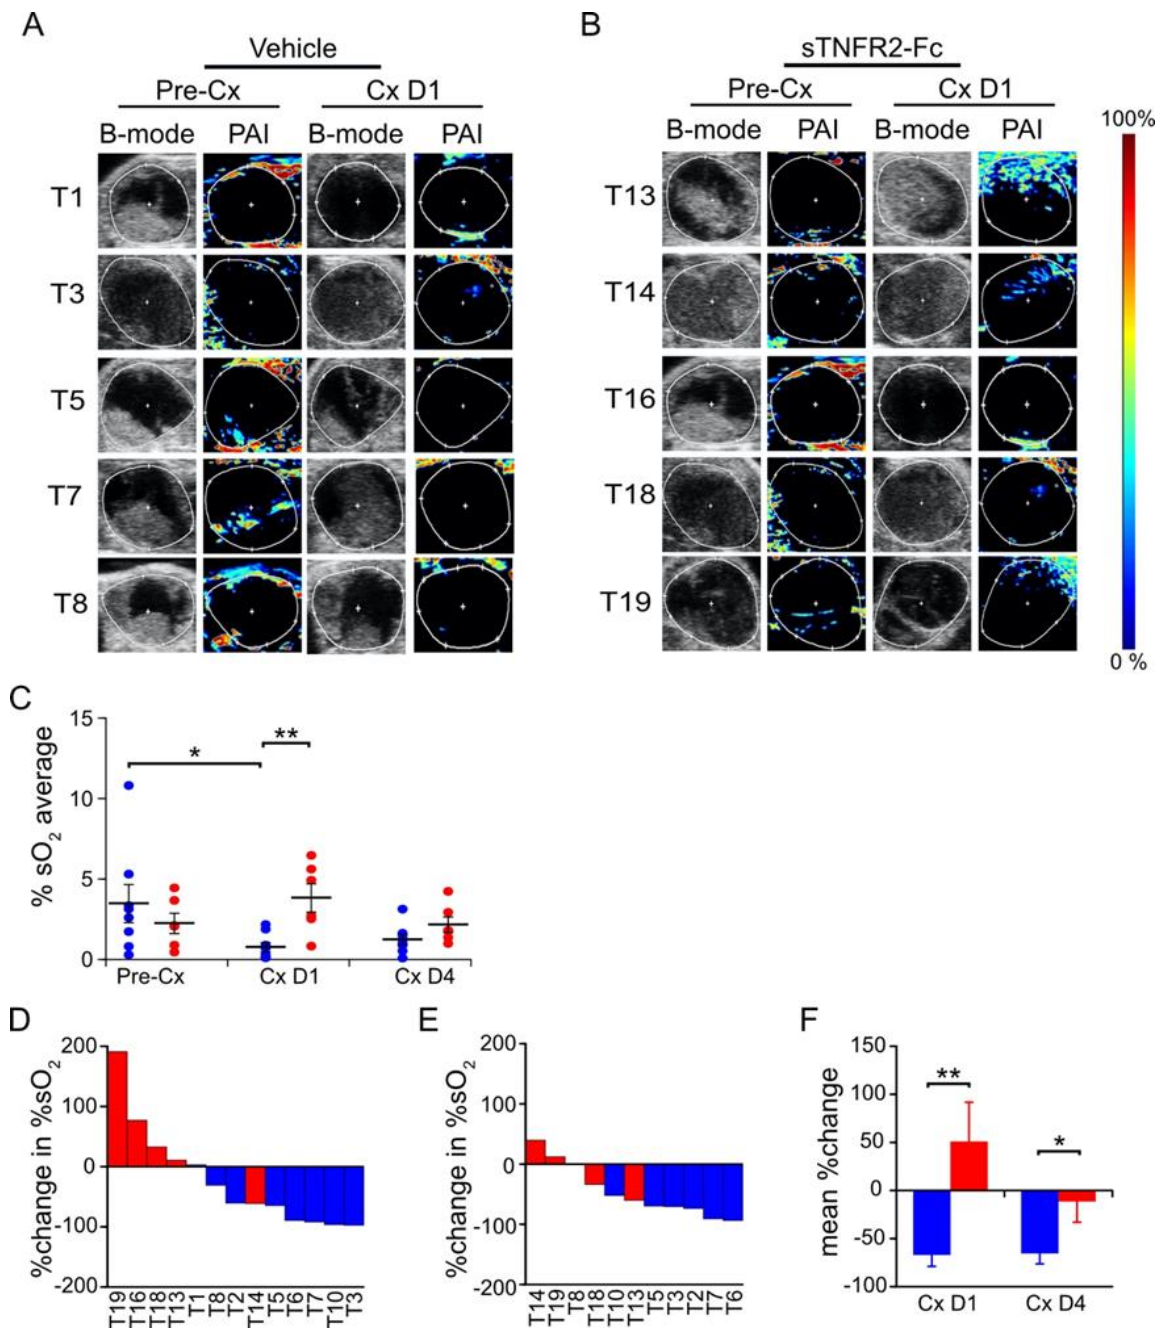 A
B
Vehicle
sTNFR2-Fc
Pre-Cx
Cx D1
Pre-Cx
Cx D1
B-mode
PAI
B-mode
PAI
B-mode
PAI
B-mode
PAI
100%
T1
T13
T3
T14
T5
T16
T7
T18
T8
T19
0 %
C
% sO₂ average
15
10
5
0
*
**
Pre-Cx
Cx D1
Cx D4
D
%change in %sO₂
200
100
0
-100
-200
T19
T16
T18
T13
T1
T8
T2
T14
T5
T6
T7
T10
T3
E
%change in %sO₂
200
100
0
-100
-200
T14
T19
T8
T18
T10
T13
T5
T3
T2
T7
T6
F
mean %change
150
100
50
0
-50
-100
**
*
Cx D1
Cx D4